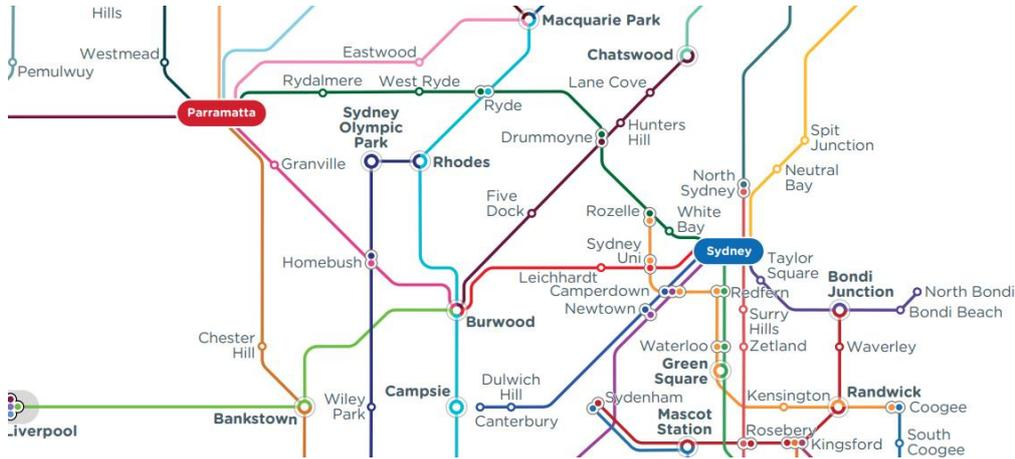 Hills
Macquarie Park
Westmead
Eastwood
Chatswood
Pemulwuy
Rydalmere
West Ryde
Lane Cove
Parramatta
Ryde
Sydney
Olympic
Park
Drummoyne
Hunters
Hill
Spit
Junction
Granville
Rhodes
North
Sydney
Neutral
Bay
Five
Dock
Rozelle
White
Bay
Sydney
Uni
Sydney
Homebush
Leichhardt
Taylor
Square
Bondi
Junction
Camperdown
Redfern
North Bondi
Newtown
Bondi Beach
Burwood
Surry
Hills
Chester
Hill
Waterloo
Zetland
Waverley
Green
Square
Dulwich
Hill
Campsie
Wiley
Park
Kensington
Randwick
Sydenham
Coogee
Bankstown
Canterbury
Mascot
Station
iverpool
Rosebery
Kingsford
South
Coogee